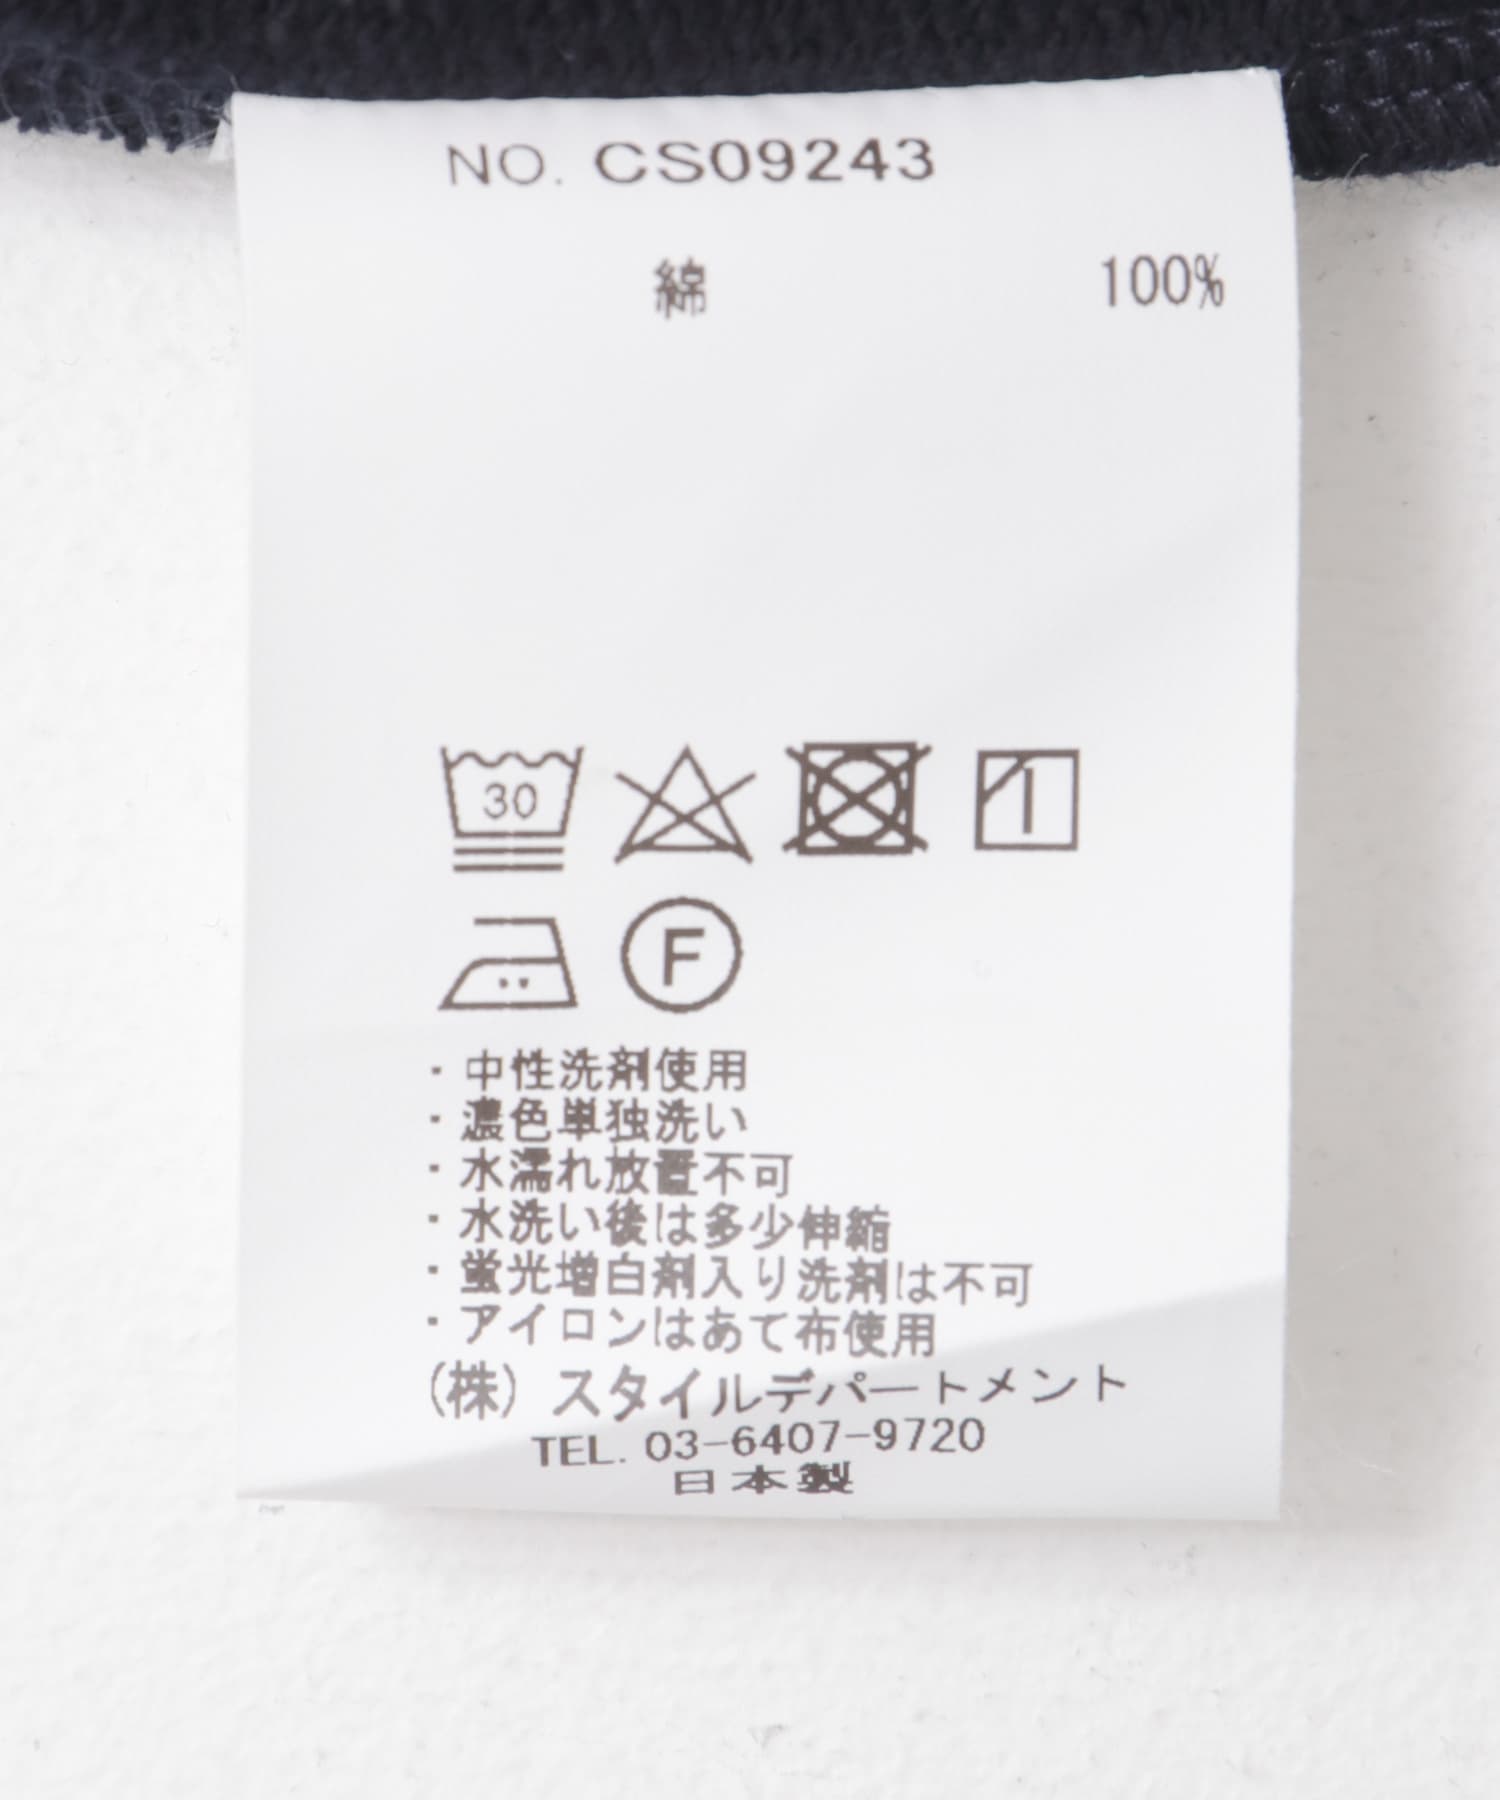 NO. CS09243
綿 100%
30
F
・中性洗剤使用
・濃色単独洗い
・水濡れ放置不可
・水洗い後は多少伸縮
・蛍光増白剤入り洗剤は不可
・アイロンはあて布使用
(株) スタイルデパートメント
TEL. 03-6407-9720
日本製